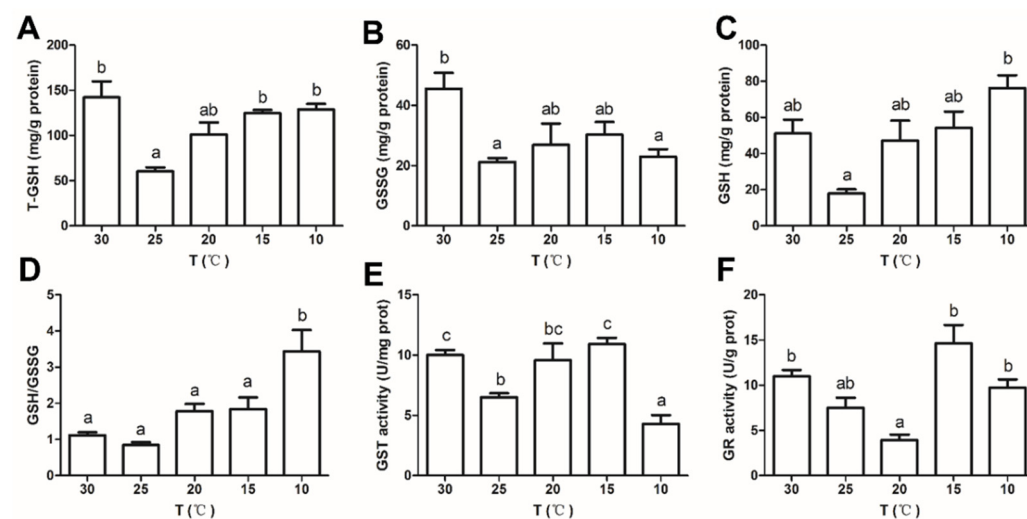 A
T-GSH (mg/g protein)
200
150
100
50
0
b
a
ab
b
b
30 25 20 15 10
T (℃)
B
GSSG (mg/g protein)
60
40
20
0
b
a
ab
ab
a
30 25 20 15 10
T (℃)
C
GSH (mg/g protein)
100
80
60
40
20
0
ab
a
ab
ab
b
30 25 20 15 10
T (℃)
D
GSH/GSSG
5
4
3
2
1
0
a
a
a
a
b
30 25 20 15 10
T (℃)
E
GST activity (U/mg prot)
15
10
5
0
c
b
bc
c
a
30 25 20 15 10
T (℃)
F
GR activity (U/g prot)
20
15
10
5
0
b
ab
a
b
b
30 25 20 15 10
T (℃)